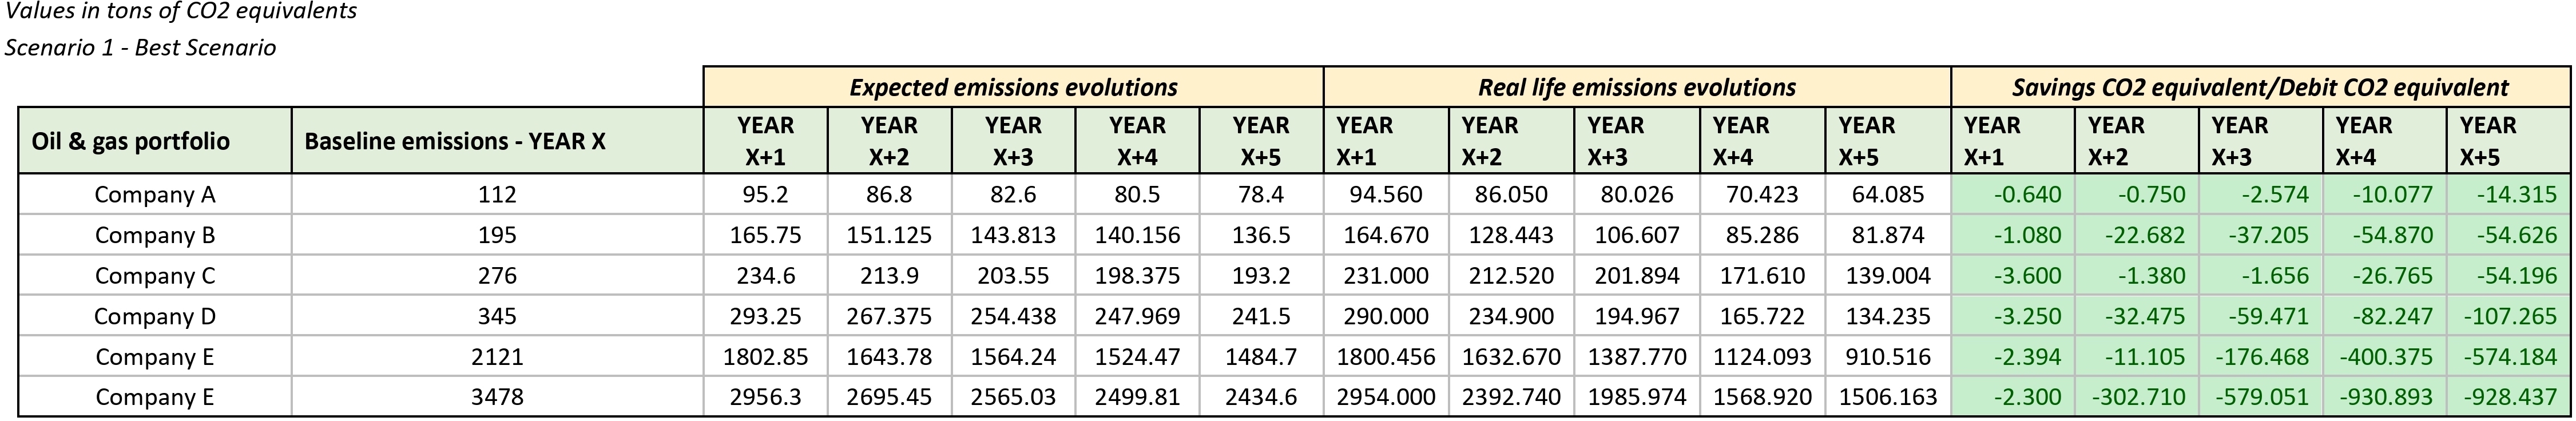 Values in tons of CO2 equivalents
Scenario 1 - Best Scenario
Expected emissions evolutions Real life emissions evolutions Savings CO2 equivalent/Debit CO2 equivalent
Oil & gas portfolio Baseline emissions - YEAR X YEAR X+1 YEAR X+2 YEAR X+3 YEAR X+4 YEAR X+5 YEAR X+1 YEAR X+2 YEAR X+3 YEAR X+4 YEAR X+5 YEAR X+1 YEAR X+2 YEAR X+3 YEAR X+4 YEAR X+5
Company A 112 95.2 86.8 82.6 80.5 78.4 94.560 86.050 80.026 70.423 64.085 -0.640 -0.750 -2.574 -10.077 -14.315
Company B 195 165.75 151.125 143.813 140.156 136.5 164.670 128.443 106.607 85.286 81.874 -1.080 -22.682 -37.205 -54.870 -54.626
Company C 276 234.6 213.9 203.55 198.375 193.2 231.000 212.520 201.894 171.610 139.004 -3.600 -1.380 -1.656 -26.765 -54.196
Company D 345 293.25 267.375 254.438 247.969 241.5 290.000 234.900 194.967 165.722 134.235 -3.250 -32.475 -59.471 -82.247 -107.265
Company E 2121 1802.85 1643.78 1564.24 1524.47 1484.7 1800.456 1632.670 1387.770 1124.093 910.516 -2.394 -11.105 -176.468 -400.375 -574.184
Company E 3478 2956.3 2695.45 2565.03 2499.81 2434.6 2954.000 2392.740 1985.974 1568.920 1506.163 -2.300 -302.710 -579.051 -930.893 -928.437